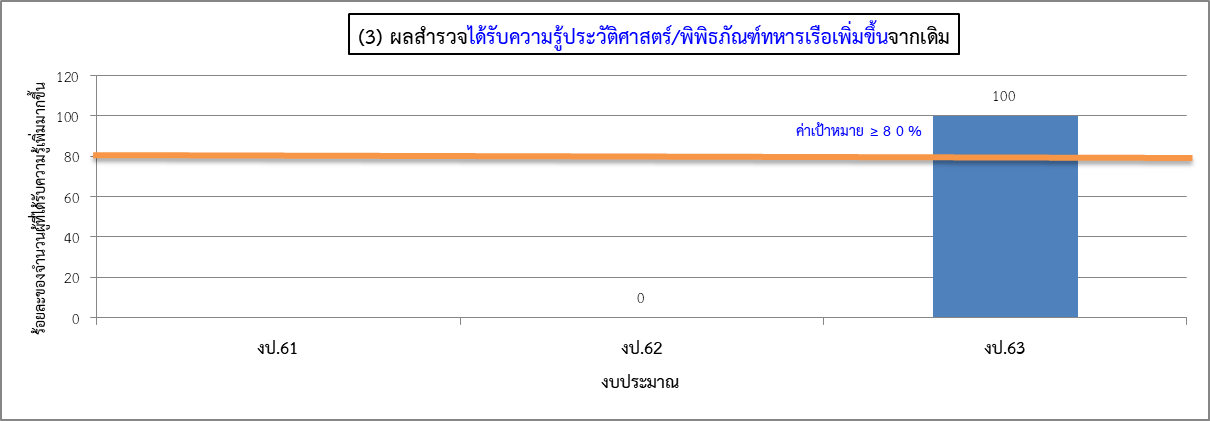 (3) ผลสำรวจได้รับความรู้ประวัติศาสตร์/พิพิธภัณฑ์ทหารเรือเพิ่มขึ้นจากเดิม
ร้อยละของจำนวนผู้ที่ได้รับความรู้เพิ่มมากขึ้น
120
100
80
60
40
20
0
ค่าเป้าหมาย ≥ 8 0 %
0
100
งป.61
งป.62
งป.63
งบประมาณ